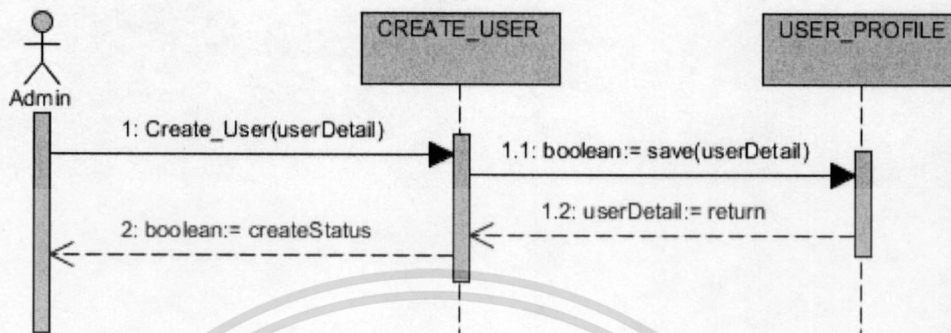 CREATE_USER
USER_PROFILE
Admin
1: Create_User(userDetail)
1.1: boolean:= save(userDetail)
1.2: userDetail:= return
2: boolean:= createStatus